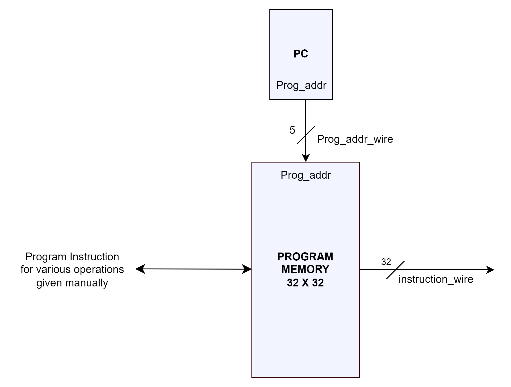 PC
Prog_addr
5
Prog_addr_wire
Prog_addr
Program Instruction
for various operations
given manually
PROGRAM
MEMORY
32 X 32
32
instruction_wire